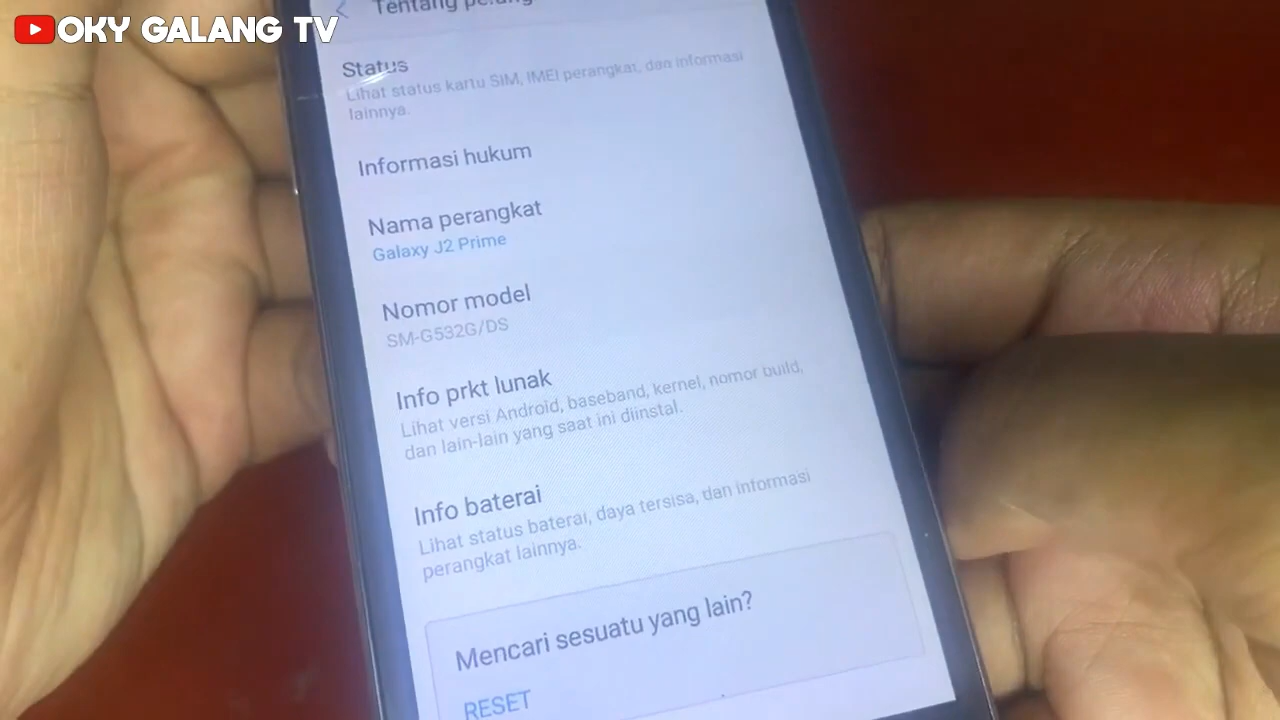 OKY GALANG TV
Tentang perang
Status
Lihat status kartu SIM, IMEI perangkat, dan informasi
lainnya.
Informasi hukum
Nama perangkat
Galaxy J2 Prime
Nomor model
SM-G532G/DS
Info prkt lunak
Lihat versi Android, baseband, kernel, nomor build,
dan lain-lain yang saat ini diinstal.
Info baterai
Lihat status baterai, daya tersisa, dan informasi
perangkat lainnya.
Mencari sesuatu yang lain?
RESET